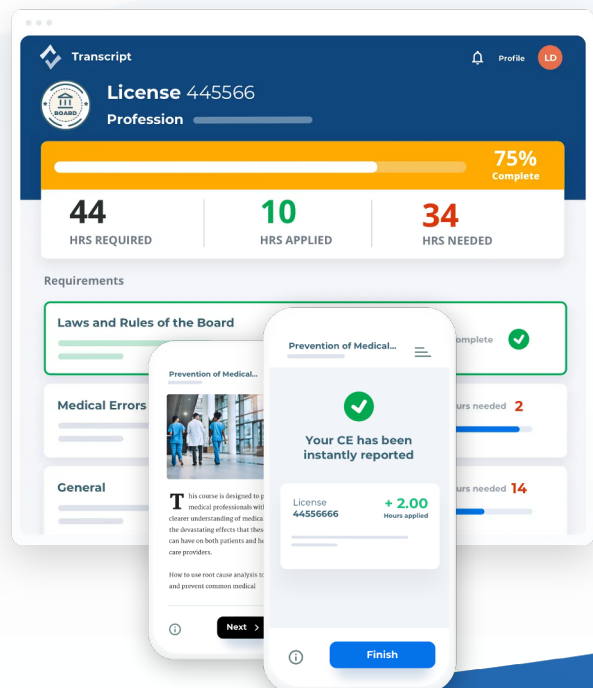 Transcript
Profile
LD
BOARD
License 445566
Profession
75%
Complete
44
HRS REQUIRED
10
HRS APPLIED
34
HRS NEEDED
Requirements
Laws and Rules of the Board
omplete
Medical Errors
urs needed 2
General
urs needed 14
Prevention of Medical...
This course is designed to p
medical professionals with
clearer understanding of medica
the devastating effects that thes
can have on both patients and he
care providers.
How to use root cause analysis to
and prevent common medical
Next >
Prevention of Medical...
Your CE has been
instantly reported
License
44556666
+ 2.00
Hours applied
Finish